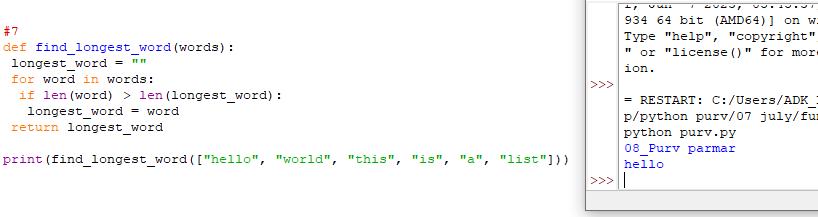 #7
def find_longest_word(words):
 longest_word = ""
 for word in words:
  if len(word) > len(longest_word):
   longest_word = word
 return longest_word

print(find_longest_word(["hello", "world", "this", "is", "a", "list"]))
934 64 bit (AMD64)] on w
Type "help", "copyright"
" or "license()" for more
ion.
>>>
= RESTART: C:/Users/ADK_
p/python purv/07 july/fu
python purv.py
08_Purv parmar
hello
>>>